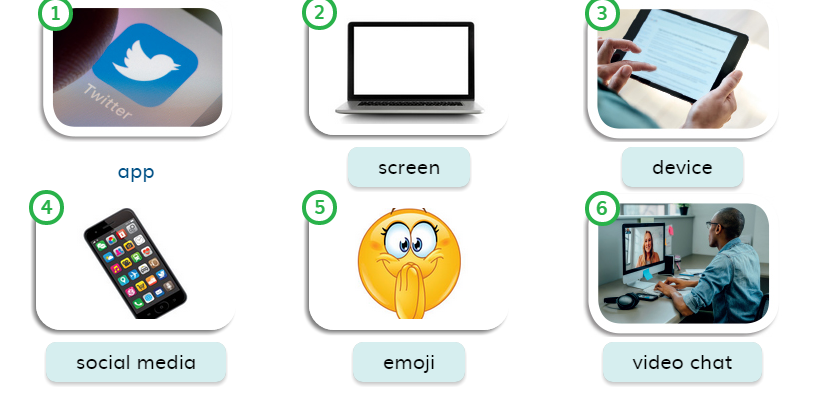 1
Twitter
app
2
screen
3
device
4
social media
5
emoji
6
video chat